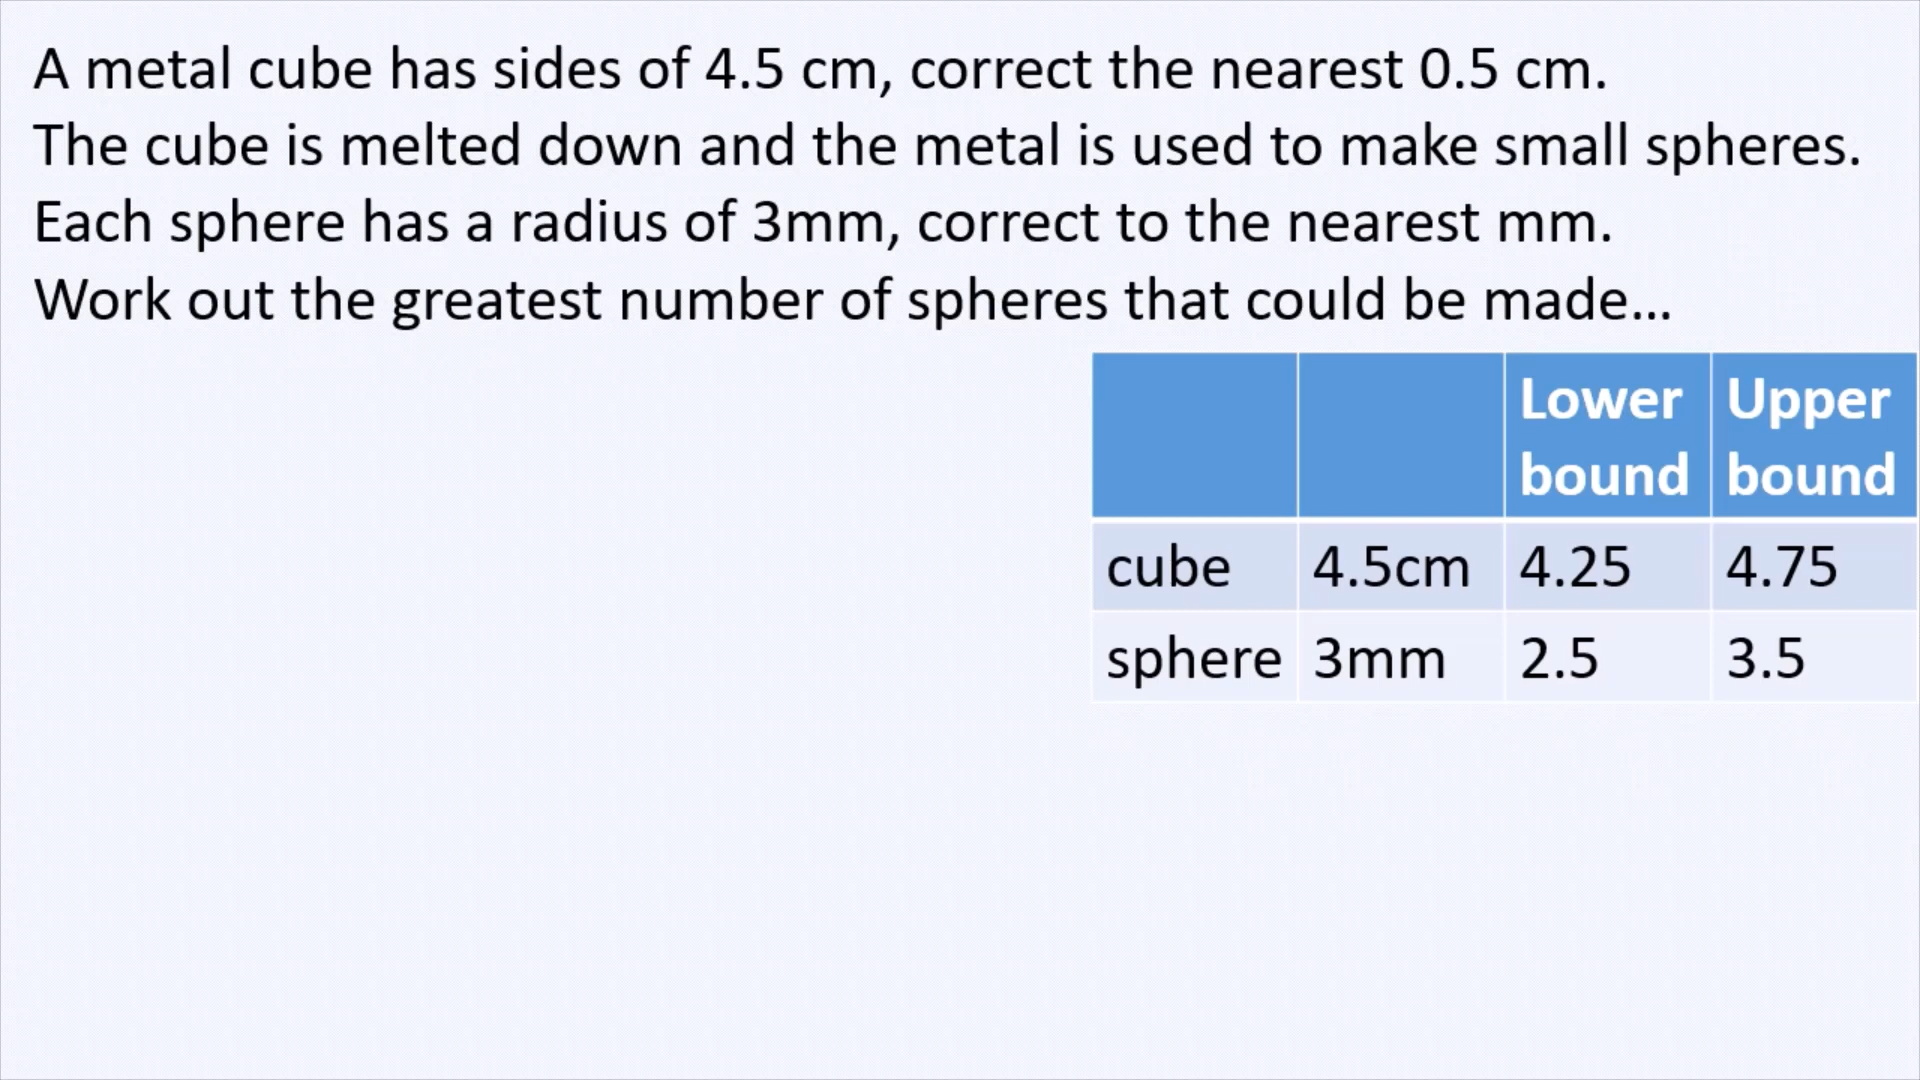 A metal cube has sides of 4.5 cm, correct the nearest 0.5 cm.
The cube is melted down and the metal is used to make small spheres.
Each sphere has a radius of 3mm, correct to the nearest mm.
Work out the greatest number of spheres that could be made...
Lower bound Upper bound
cube 4.5cm 4.25 4.75
sphere 3mm 2.5 3.5